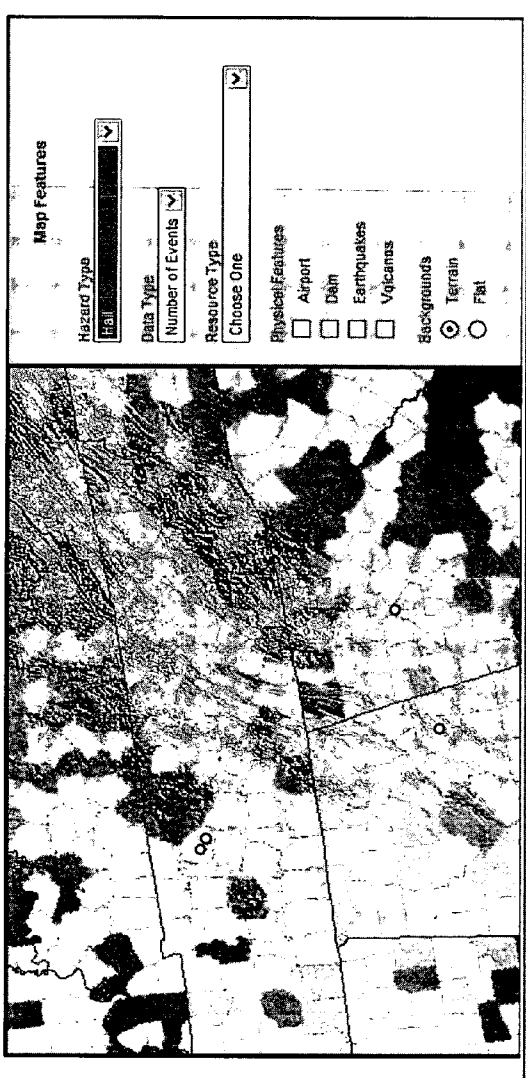 Map Features
Hazard Type
Hail
Data Type
Number of Events
Resource Type
Choose One
Physical Features
Airport
Dam
Earthquakes
Volcanos
Backgrounds
Terrain
Flat